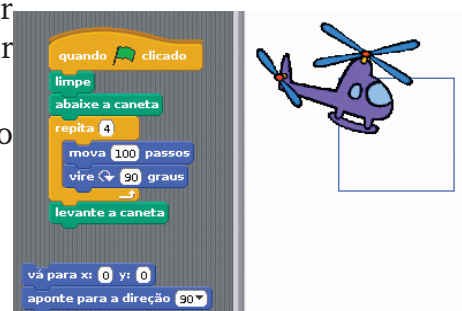 r
r
o
quando clicado
limpe
abaixe a caneta
repita 4
mova 100 passos
vire 90 graus
levante a caneta
vá para x: 0 y: 0
aponte para a direção 90